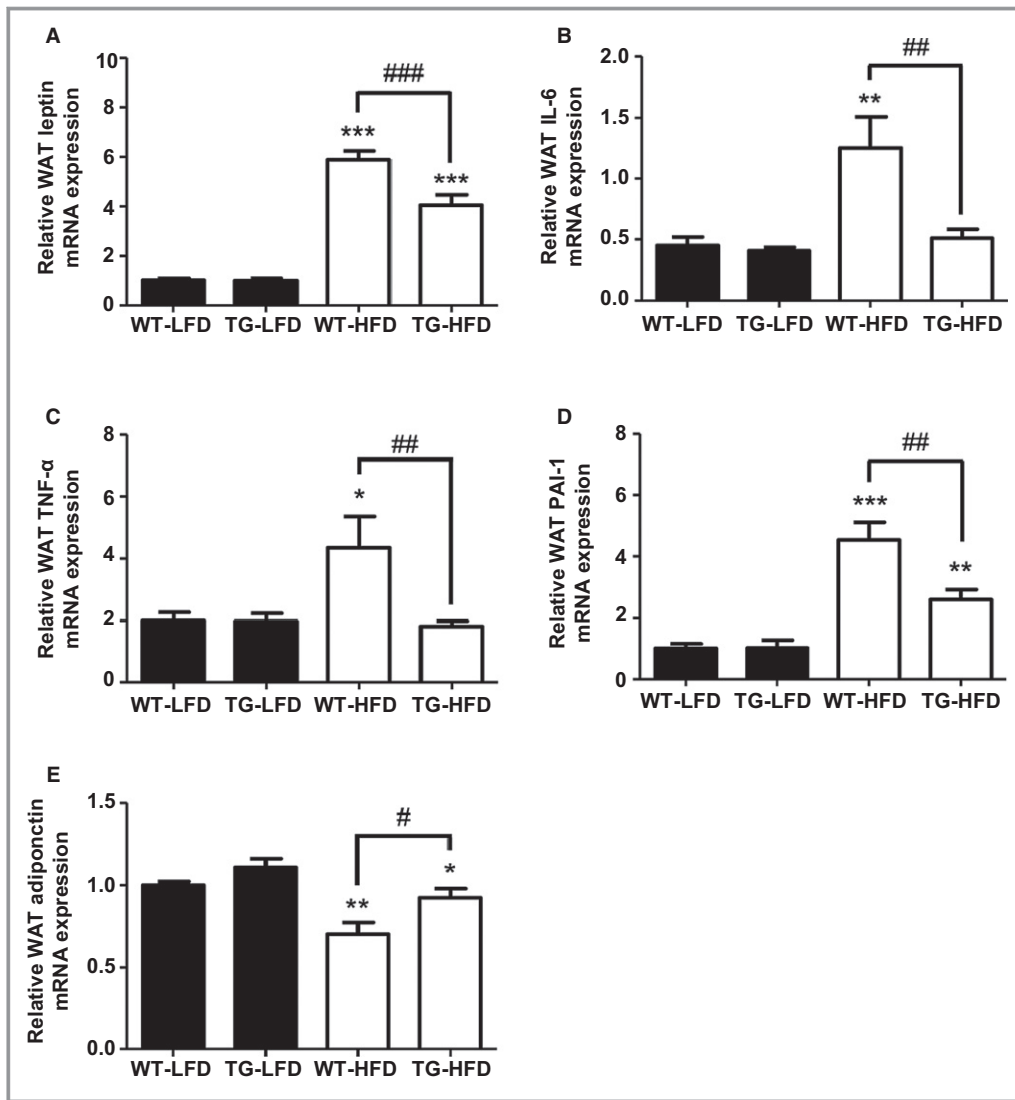 A
Relative WAT leptin
mRNA expression
10
8
6
4
2
0
###
***
***
WT-LFD TG-LFD WT-HFD TG-HFD
B
Relative WAT IL-6
mRNA expression
2.0
1.5
1.0
0.5
0.0
##
**
WT-LFD TG-LFD WT-HFD TG-HFD
C
Relative WAT TNF-α
mRNA expression
8
6
4
2
0
##
*
WT-LFD TG-LFD WT-HFD TG-HFD
D
Relative WAT PAI-1
mRNA expression
8
6
4
2
0
##
***
**
WT-LFD TG-LFD WT-HFD TG-HFD
E
Relative WAT adiponctin
mRNA expression
1.5
1.0
0.5
0.0
#
**
*
WT-LFD TG-LFD WT-HFD TG-HFD